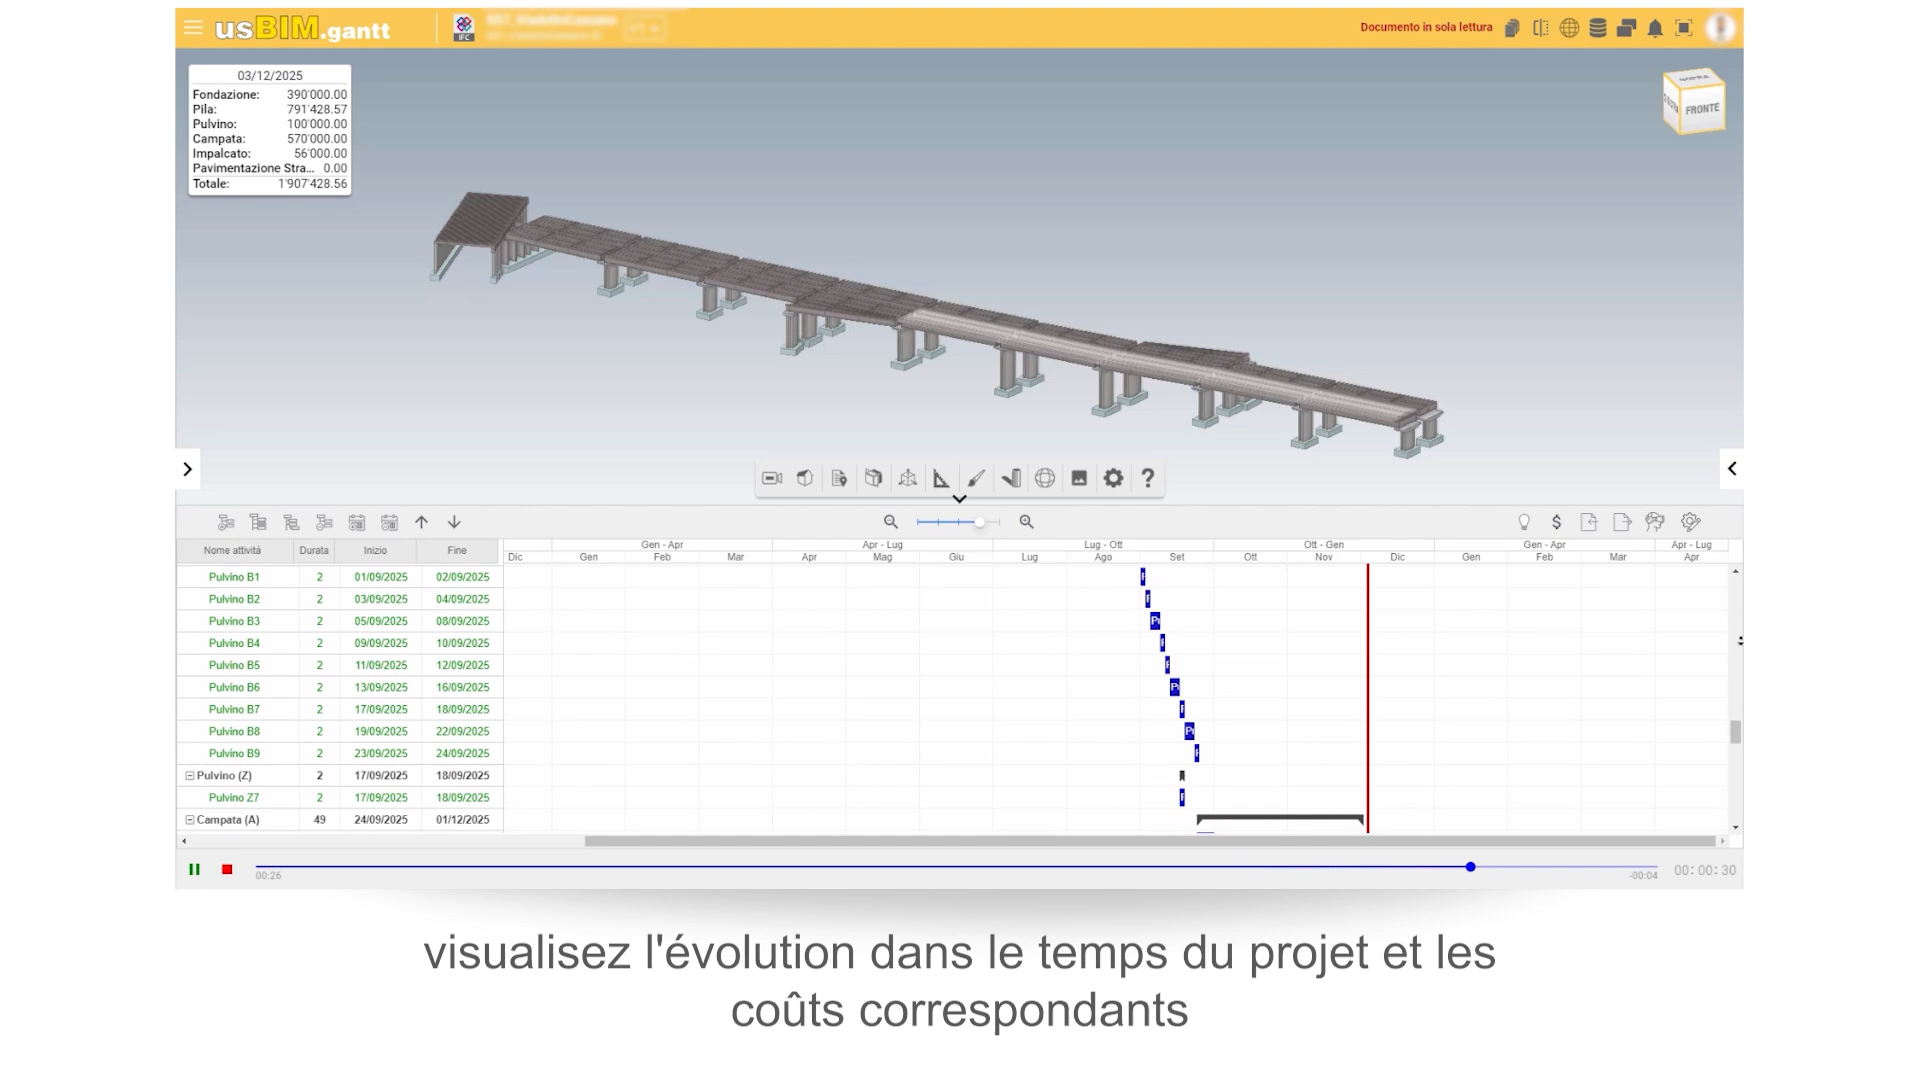 usBIM.gantt
IFC
Documento in sola lettura
03/12/2025
Fondazione: 390'000.00
Pila: 791'428.57
Pulvino: 100'000.00
Campata: 570'000.00
Impalcato: 56'000.00
Pavimentazione Stra... 0.00
Totale: 1'907'428.56
SOPRA
FRONTE
Nome attività Durata Inizio Fine
Gen - Apr Apr - Lug Lug - Ott Ott - Gen Gen - Apr Apr - Lug
Dic Gen Feb Mar Apr Mag Giu Lug Ago Set Ott Nov Dic Gen Feb Mar Apr
Pulvino B1 2 01/09/2025 02/09/2025
Pulvino B2 2 03/09/2025 04/09/2025
Pulvino B3 2 05/09/2025 08/09/2025
Pulvino B4 2 09/09/2025 10/09/2025
Pulvino B5 2 11/09/2025 12/09/2025
Pulvino B6 2 13/09/2025 16/09/2025
Pulvino B7 2 17/09/2025 18/09/2025
Pulvino B8 2 19/09/2025 22/09/2025
Pulvino B9 2 23/09/2025 24/09/2025
Pulvino (Z) 2 17/09/2025 18/09/2025
Pulvino Z7 2 17/09/2025 18/09/2025
Campata (A) 49 24/09/2025 01/12/2025
00:26 -00:04 00:00:30
visualisez l'évolution dans le temps du projet et les
coûts correspondants